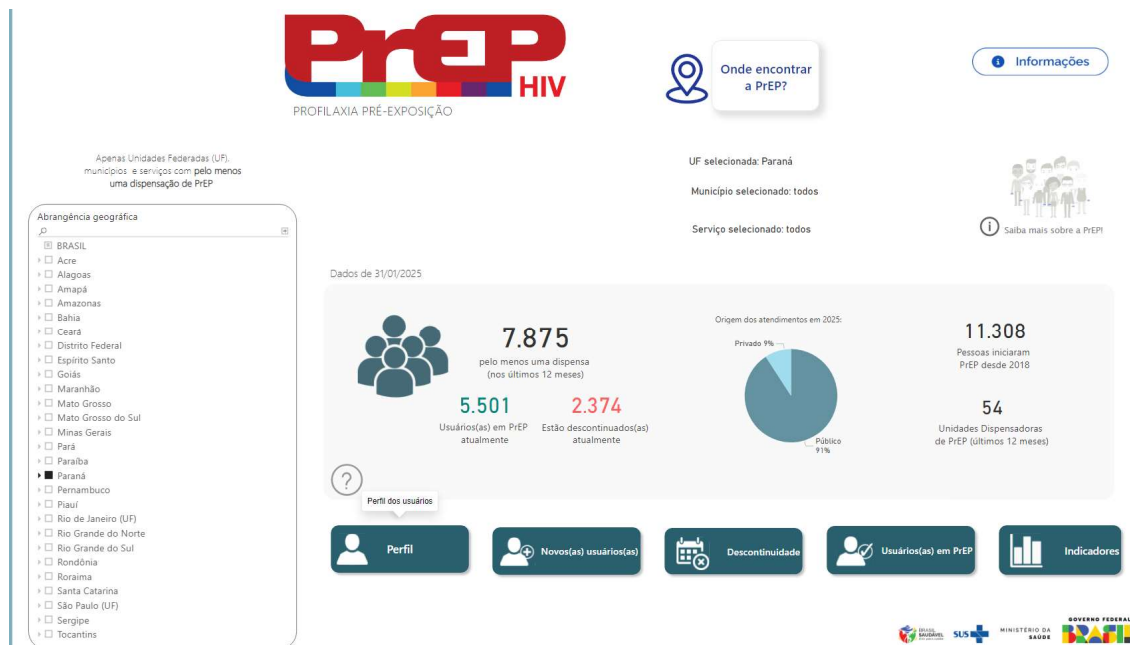 PrEP
HIV
PROFILAXIA PRÉ-EXPOSIÇÃO
Onde encontrar
a PrEP?
Informações
Apenas Unidades Federadas (UF),
municípios e serviços com pelo menos
uma dispensação de PrEP
UF selecionada: Paraná
Município selecionado: todos
Serviço selecionado: todos
Saiba mais sobre a PrEP!
Abrangência geográfica
BRASIL
Acre
Alagoas
Amapá
Amazonas
Bahia
Ceará
Distrito Federal
Espírito Santo
Goiás
Maranhão
Mato Grosso
Mato Grosso do Sul
Minas Gerais
Pará
Paraíba
Paraná
Pernambuco
Piauí
Rio de Janeiro (UF)
Rio Grande do Norte
Rio Grande do Sul
Rondônia
Roraima
Santa Catarina
São Paulo (UF)
Sergipe
Tocantins
Dados de 31/01/2025
7.875
pelo menos uma dispensa
(nos últimos 12 meses)
5.501
Usuários(as) em PrEP
atualmente
2.374
Estão descontinuados(as)
atualmente
Origem dos atendimentos em 2025:
Privado 9%
Público
91%
11.308
Pessoas iniciaram
PrEP desde 2018
54
Unidades Dispensadoras
de PrEP (últimos 12 meses)
?
Perfil dos usuários
Perfil
Novos(as) usuários(as)
Descontinuidade
Usuários(as) em PrEP
Indicadores
BRASIL
SAUDÁVEL
SUS
MINISTÉRIO DA
SAÚDE
GOVERNO FEDERAL
BRASIL